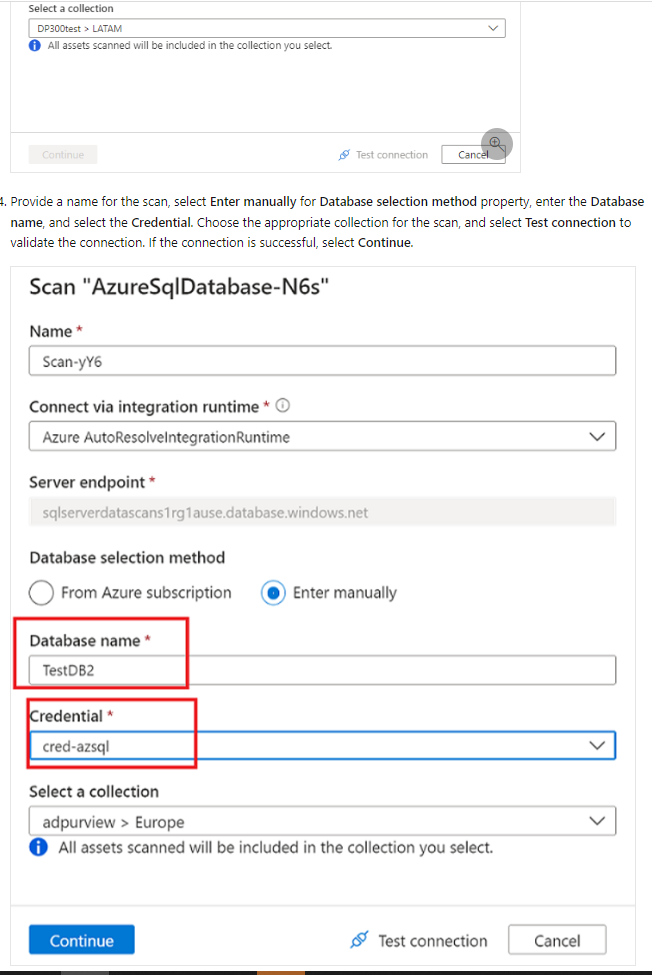 Select a collection
DP300test > LATAM
All assets scanned will be included in the collection you select.
Continue
Test connection
Cancel
4. Provide a name for the scan, select Enter manually for Database selection method property, enter the Database
name, and select the Credential. Choose the appropriate collection for the scan, and select Test connection to
validate the connection. If the connection is successful, select Continue.
Scan "AzureSqlDatabase-N6s"
Name *
Scan-yY6
Connect via integration runtime *
Azure AutoResolveIntegrationRuntime
Server endpoint *
sqlserverdatascans1rg1ause.database.windows.net
Database selection method
From Azure subscription
Enter manually
Database name *
TestDB2
Credential *
cred-azsql
Select a collection
adpurview > Europe
All assets scanned will be included in the collection you select.
Continue
Test connection
Cancel